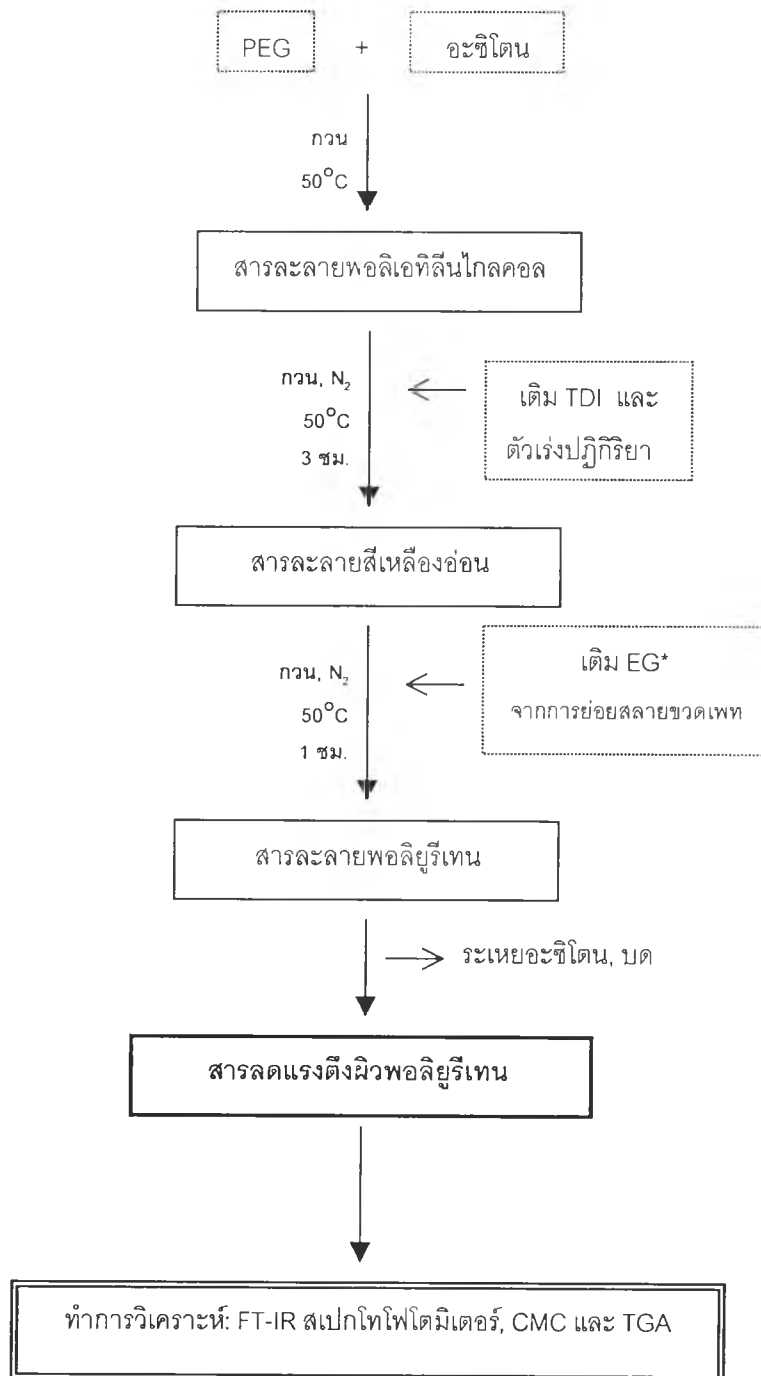 PEG + อะซิโตน
กวน
50°C
สารละลายพอลิเอทิลีนไกลคอล
กวน, N₂
50°C
3 ชม.
เติม TDI และ
ตัวเร่งปฏิกิริยา
สารละลายสีเหลืองอ่อน
กวน, N₂
50°C
1 ชม.
เติม EG*
จากการย่อยสลายขวดเพท
สารละลายพอลิยูรีเทน
ระเหยอะซิโตน, บด
สารลดแรงตึงผิวพอลิยูรีเทน
ทำการวิเคราะห์: FT-IR สเปกโทโฟโตมิเตอร์, CMC และ TGA